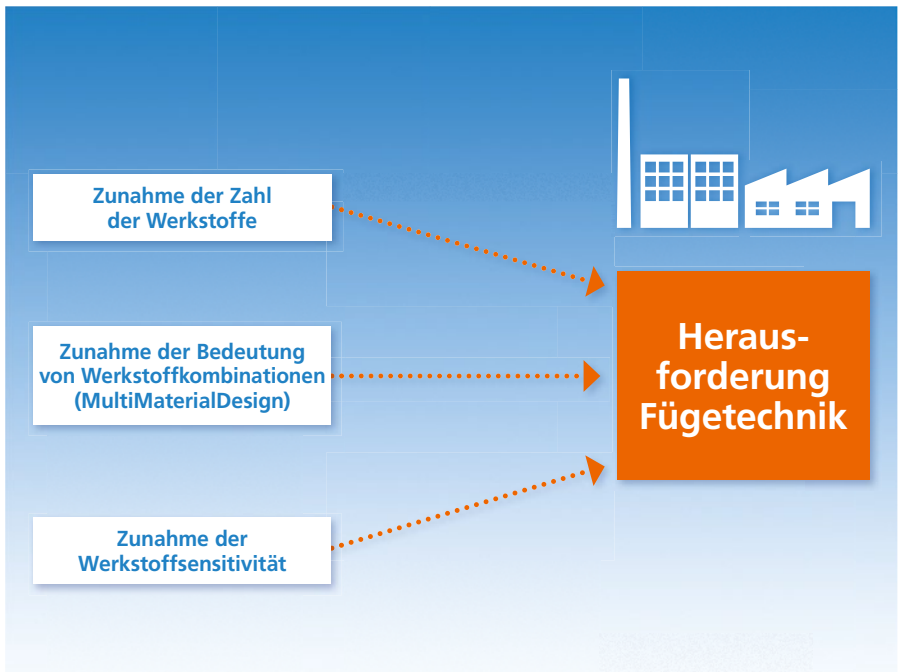 Zunahme der Zahl
der Werkstoffe
Zunahme der Bedeutung
von Werkstoffkombinationen
(MultiMaterialDesign)
Zunahme der
Werkstoffsensitivität
Heraus-
forderung
Fügetechnik